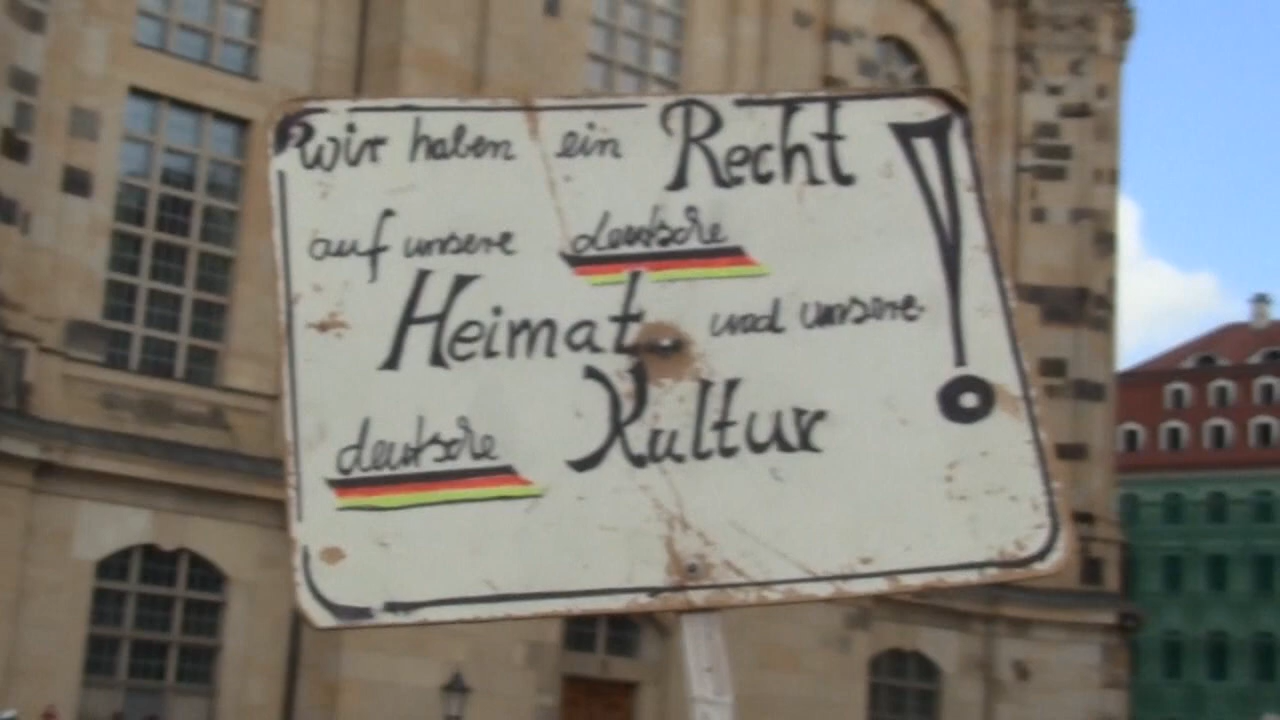 Wir haben ein Recht !
auf unsere deutsche
Heimat und unsere
deutsche Kultur